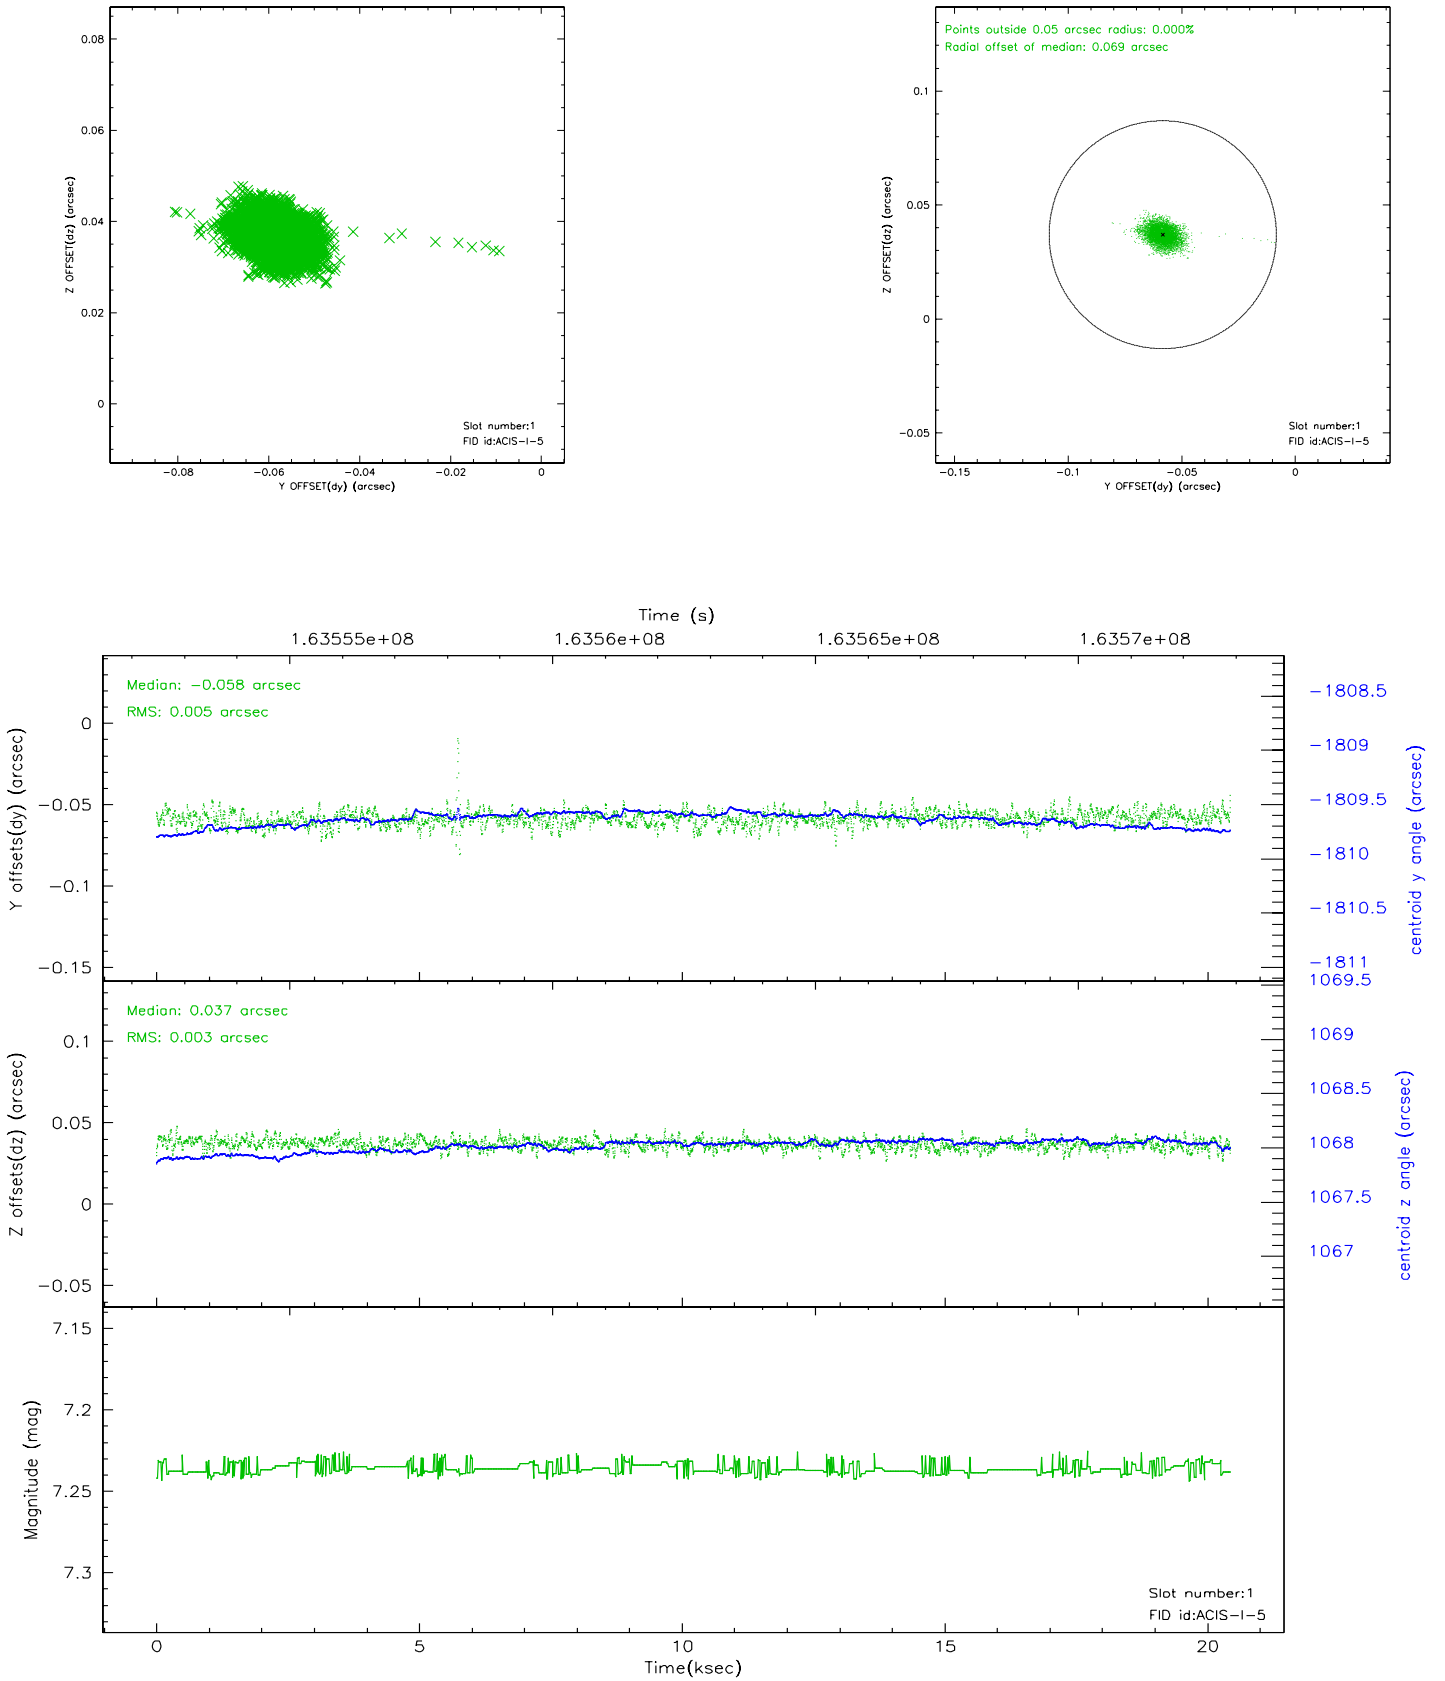 0.08
0.06
0.04
0.02
0
Z OFFSET(dz) (arcsec)
Slot number:1
FID id:ACIS-I-5
-0.08 -0.06 -0.04 -0.02 0
Y OFFSET(dy) (arcsec)
Points outside 0.05 arcsec radius: 0.000%
Radial offset of median: 0.069 arcsec
0.1
0.05
0
-0.05
Z OFFSET(dz) (arcsec)
Slot number:1
FID id:ACIS-I-5
-0.15 -0.1 -0.05 0
Y OFFSET(dy) (arcsec)
Time (s)
1.63555e+08 1.6356e+08 1.63565e+08 1.6357e+08
Median: -0.058 arcsec
RMS: 0.005 arcsec
0
-0.05
-0.1
-0.15
Y offsets(dy) (arcsec)
-1808.5
-1809
-1809.5
-1810
-1810.5
-1811
centroid y angle (arcsec)
Median: 0.037 arcsec
RMS: 0.003 arcsec
0.1
0.05
0
-0.05
Z offsets(dz) (arcsec)
1069.5
1069
1068.5
1068
1067.5
1067
centroid z angle (arcsec)
7.15
7.2
7.25
7.3
Magnitude (mag)
Slot number:1
FID id:ACIS-I-5
0 5 10 15 20
Time(ksec)